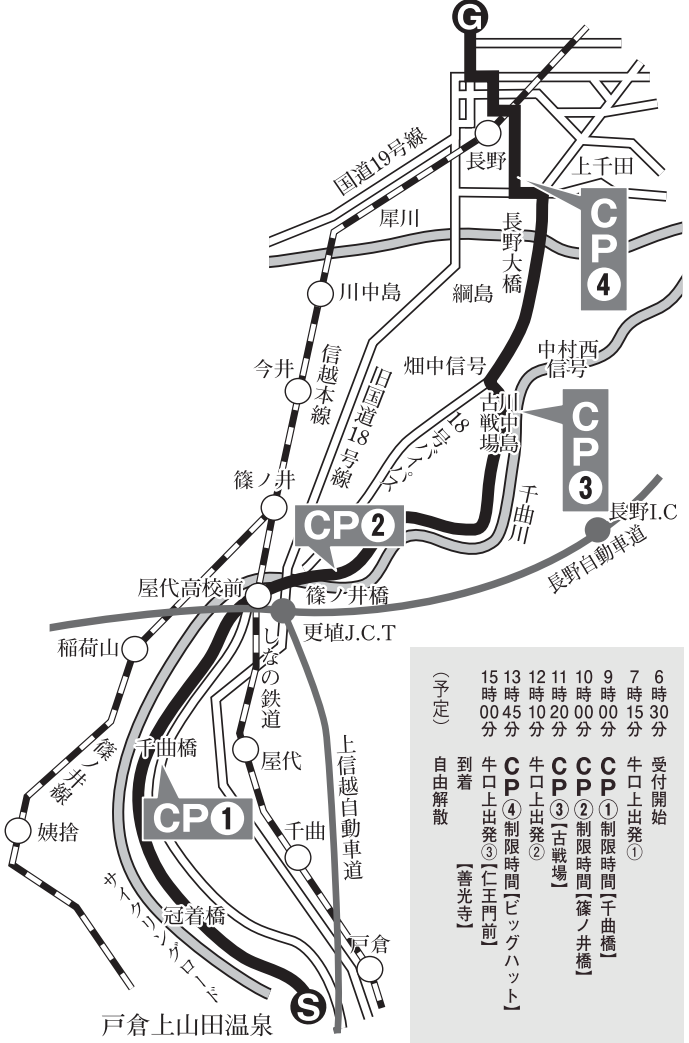 G
国道19号線
長野
上千田
CP④
犀川
長野大橋
川中島
綱島
今井
信越本線
旧国道18号線
畑中信号
中村西信号
18号バイパス
川中島古戦場
CP③
千曲川
篠ノ井
CP②
長野I.C
長野自動車道
屋代高校前
篠ノ井橋
更埴J.C.T
稲荷山
しなの鉄道
篠ノ井線
千曲橋
屋代
上信越自動車道
CP①
姨捨
千曲
サイクリングロード
冠着橋
戸倉
S
戸倉上山田温泉
6時30分 受付開始
7時15分 牛口上出発①
9時00分 CP①制限時間【千曲橋】
10時00分 CP②制限時間【篠ノ井橋】
11時20分 CP③【古戦場】
12時10分 牛口上出発②
13時45分 CP④制限時間【ビッグハット】
15時00分 牛口上出発③【仁王門前】
到着 【善光寺】
(予定) 自由解散